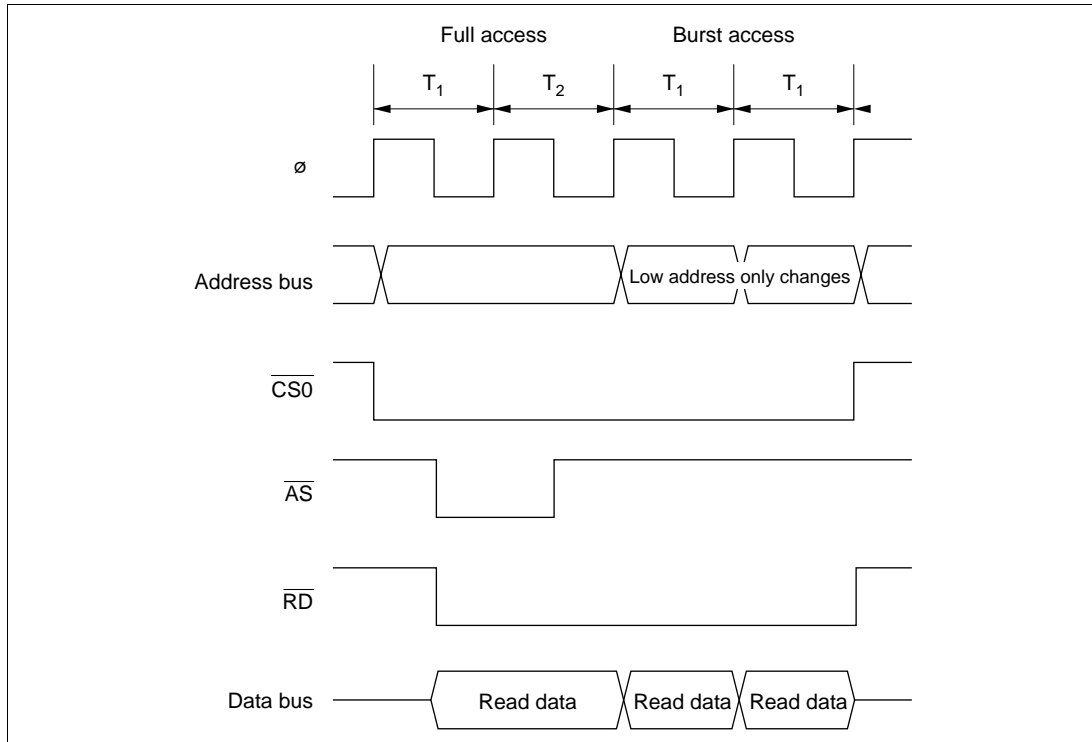 Full access Burst access
T1 T2 T1 T1
ø
Address bus
Low address only changes
CS0
AS
RD
Data bus
Read data Read data Read data